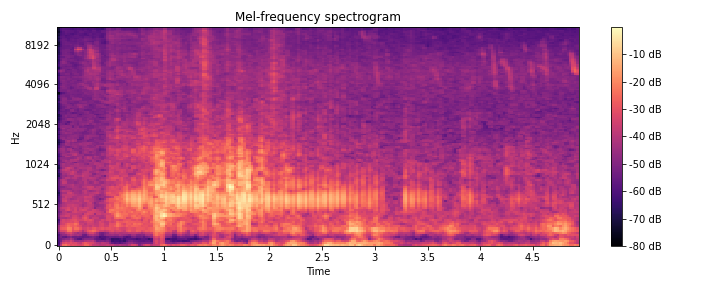 Mel-frequency spectrogram
8192
4096
2048
1024
512
0
Hz
0
0.5
1
1.5
2
2.5
3
3.5
4
4.5
Time
-10 dB
-20 dB
-30 dB
-40 dB
-50 dB
-60 dB
-70 dB
-80 dB